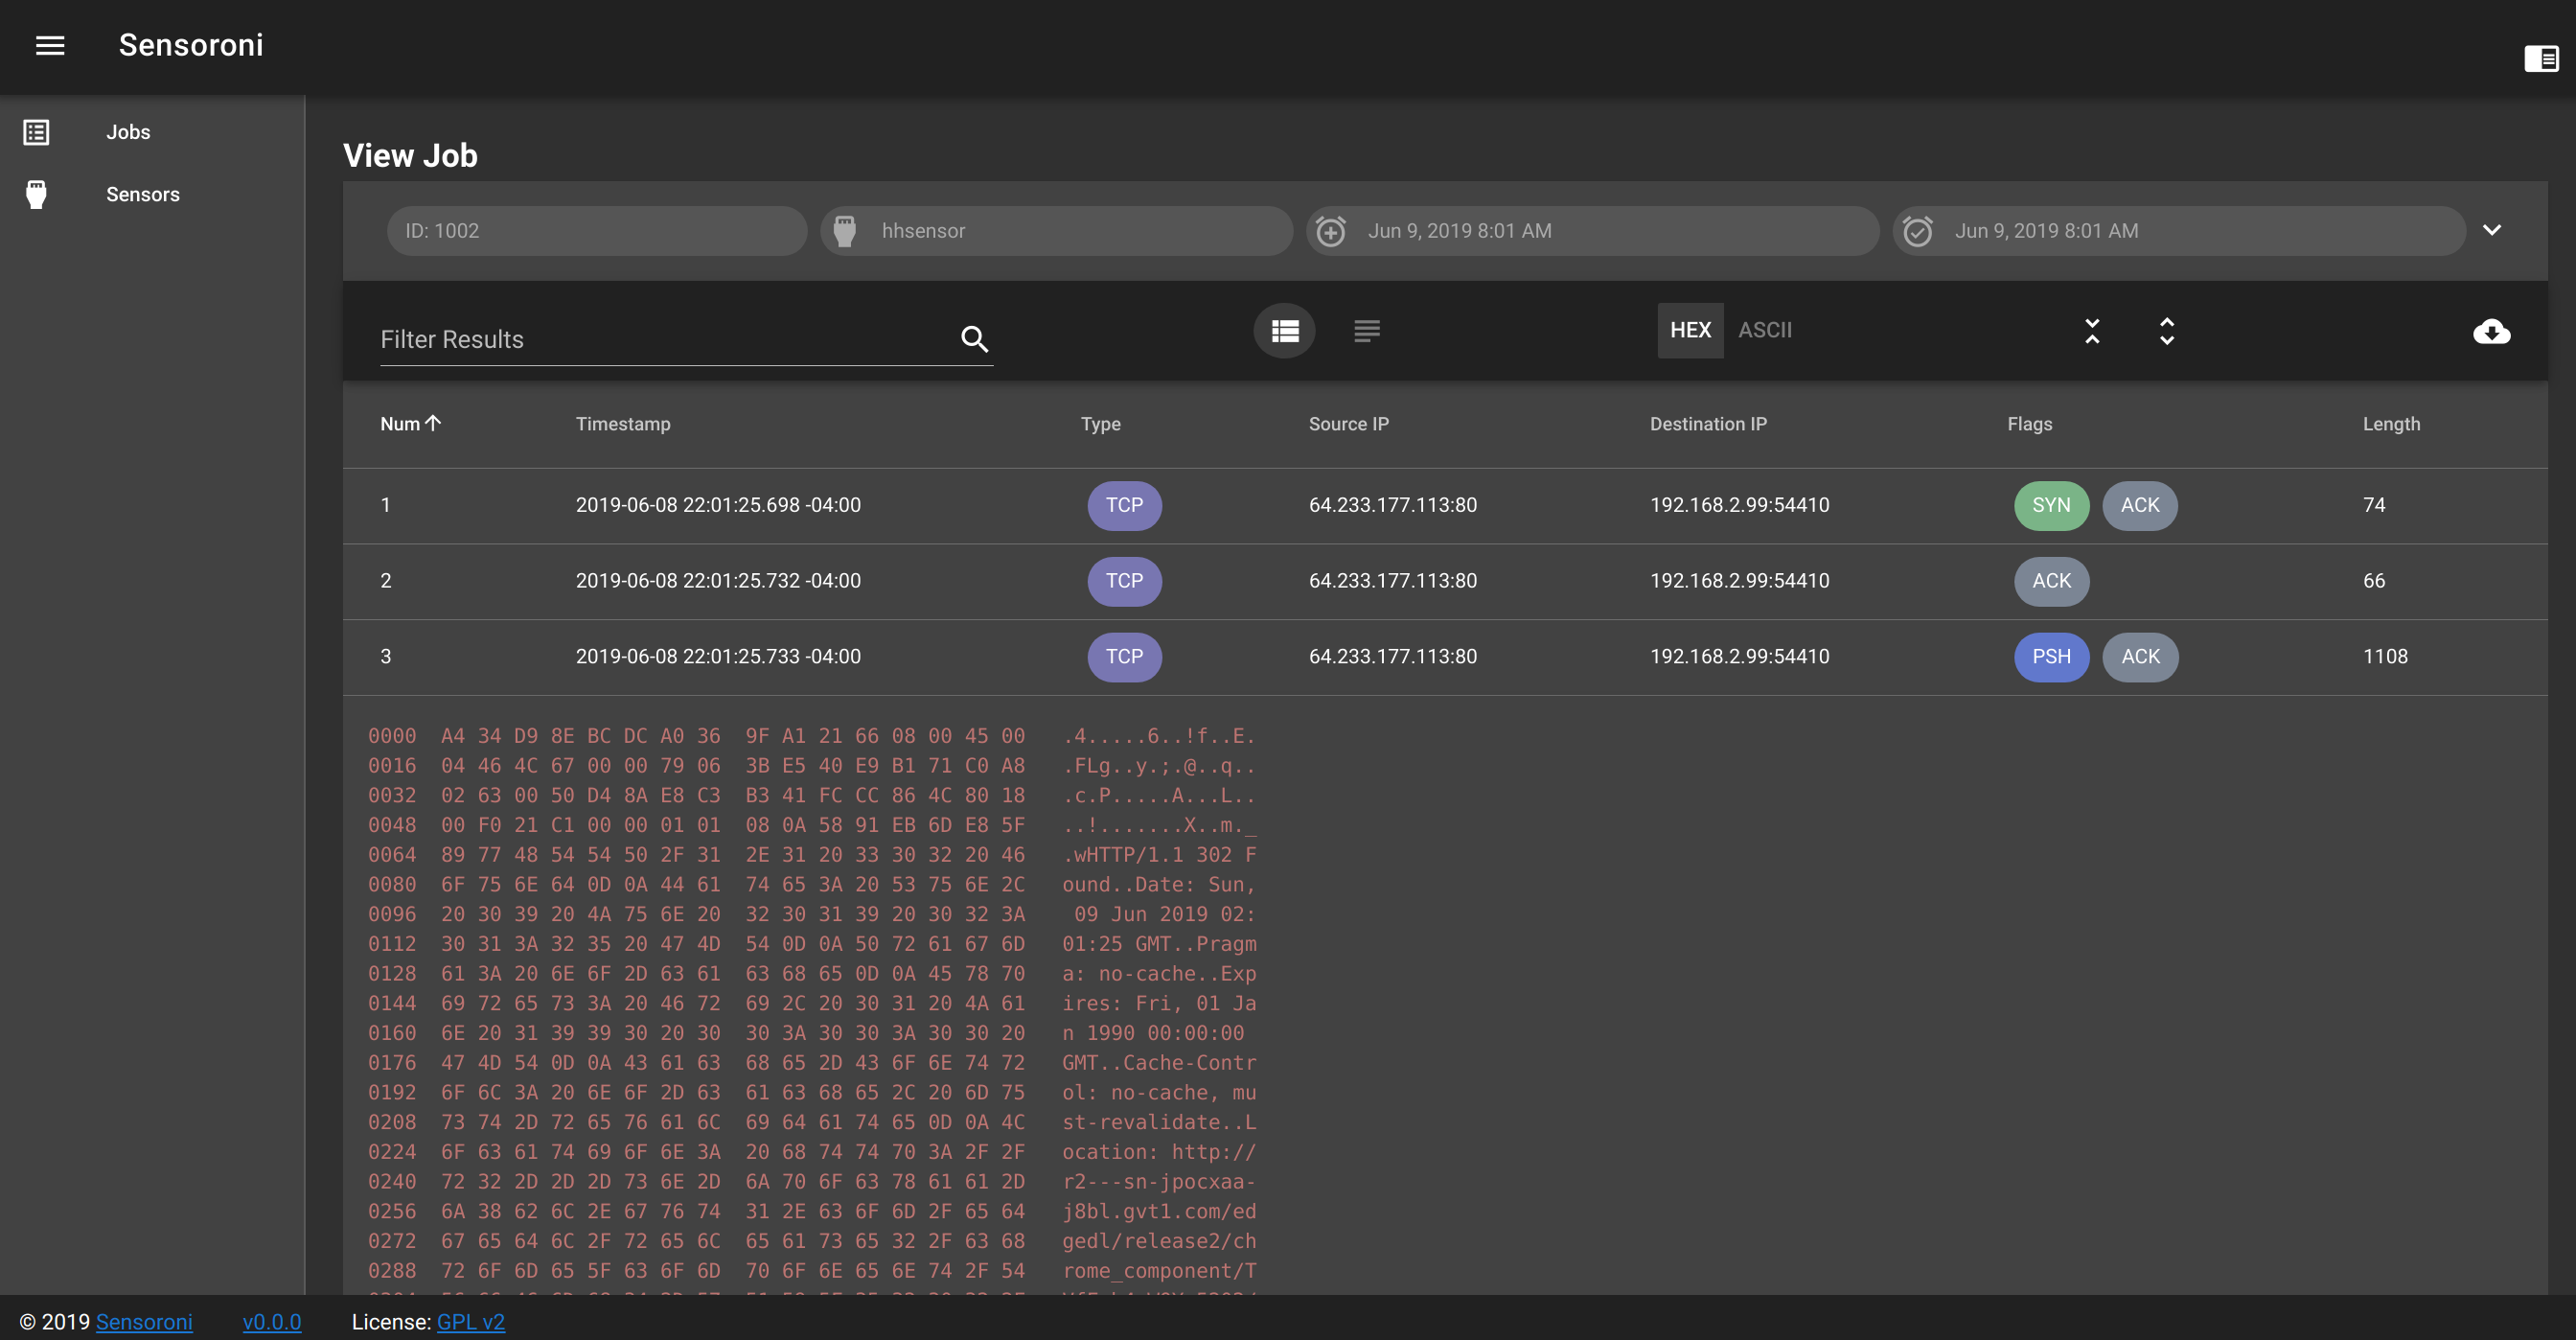 Sensoroni
Jobs
Sensors
View Job
ID: 1002 hhsensor Jun 9, 2019 8:01 AM Jun 9, 2019 8:01 AM
Filter Results HEX ASCII
Num Timestamp Type Source IP Destination IP Flags Length
1 2019-06-08 22:01:25.698 -04:00 TCP 64.233.177.113:80 192.168.2.99:54410 SYN ACK 74
2 2019-06-08 22:01:25.732 -04:00 TCP 64.233.177.113:80 192.168.2.99:54410 ACK 66
3 2019-06-08 22:01:25.733 -04:00 TCP 64.233.177.113:80 192.168.2.99:54410 PSH ACK 1108
0000 A4 34 D9 8E BC DC A0 36 9F A1 21 66 08 00 45 00 .4.....6..!f..E.
0016 04 46 4C 67 00 00 79 06 3B E5 40 E9 B1 71 C0 A8 .FLg..y.;.@..q..
0032 02 63 00 50 D4 8A E8 C3 B3 41 FC CC 86 4C 80 18 .c.P.....A...L..
0048 00 F0 21 C1 00 00 01 01 08 0A 58 91 EB 6D E8 5F ..!.......X..m._
0064 89 77 48 54 54 50 2F 31 2E 31 20 33 30 32 20 46 .wHTTP/1.1 302 F
0080 6F 75 6E 64 0D 0A 44 61 74 65 3A 20 53 75 6E 2C ound..Date: Sun,
0096 20 30 39 20 4A 75 6E 20 32 30 31 39 20 30 32 3A 09 Jun 2019 02:
0112 30 31 3A 32 35 20 47 4D 54 0D 0A 50 72 61 67 6D 01:25 GMT..Pragm
0128 61 3A 20 6E 6F 2D 63 61 63 68 65 0D 0A 45 78 70 a: no-cache..Exp
0144 69 72 65 73 3A 20 46 72 69 2C 20 30 31 20 4A 61 ires: Fri, 01 Ja
0160 6E 20 31 39 39 30 20 30 30 3A 30 30 3A 30 30 20 n 1990 00:00:00
0176 47 4D 54 0D 0A 43 61 63 68 65 2D 43 6F 6E 74 72 GMT..Cache-Contr
0192 6F 6C 3A 20 6E 6F 2D 63 61 63 68 65 2C 20 6D 75 ol: no-cache, mu
0208 73 74 2D 72 65 76 61 6C 69 64 61 74 65 0D 0A 4C st-revalidate..L
0224 6F 63 61 74 69 6F 6E 3A 20 68 74 74 70 3A 2F 2F ocation: http://
0240 72 32 2D 2D 2D 73 6E 2D 6A 70 6F 63 78 61 61 2D r2---sn-jpocxaa-
0256 6A 38 62 6C 2E 67 76 74 31 2E 63 6F 6D 2F 65 64 j8bl.gvt1.com/ed
0272 67 65 64 6C 2F 72 65 6C 65 61 73 65 32 2F 63 68 gedl/release2/ch
0288 72 6F 6D 65 5F 63 6F 6D 70 6F 6E 65 6E 74 2F 54 rome_component/T
© 2019 Sensoroni v0.0.0 License: GPL v2